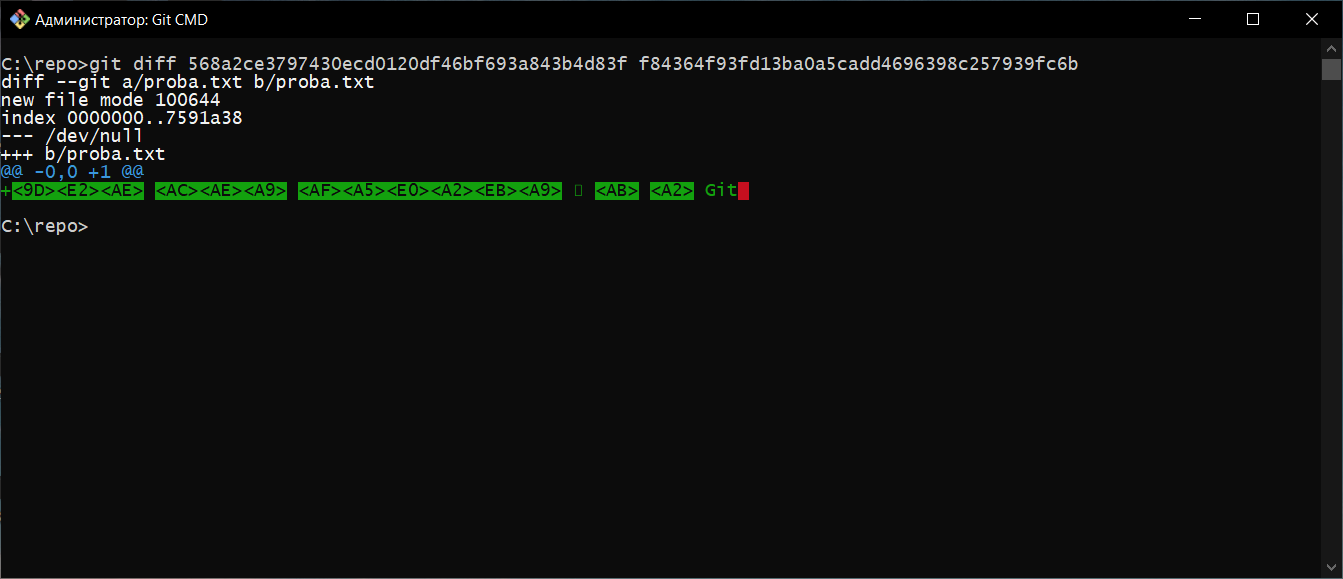 Администратор: Git CMD
C:\repo>git diff 568a2ce3797430ecd0120df46bf693a843b4d83f f84364f93fd13ba0a5cadd4696398c257939fc6b
diff --git a/proba.txt b/proba.txt
new file mode 100644
index 0000000..7591a38
--- /dev/null
+++ b/proba.txt
@@ -0,0 +1 @@
+<9D><E2><AE> <AC><AE><A9> <AF><A5><E0><A2><EB><A9> ▯ <AB> <A2> Git
C:\repo>